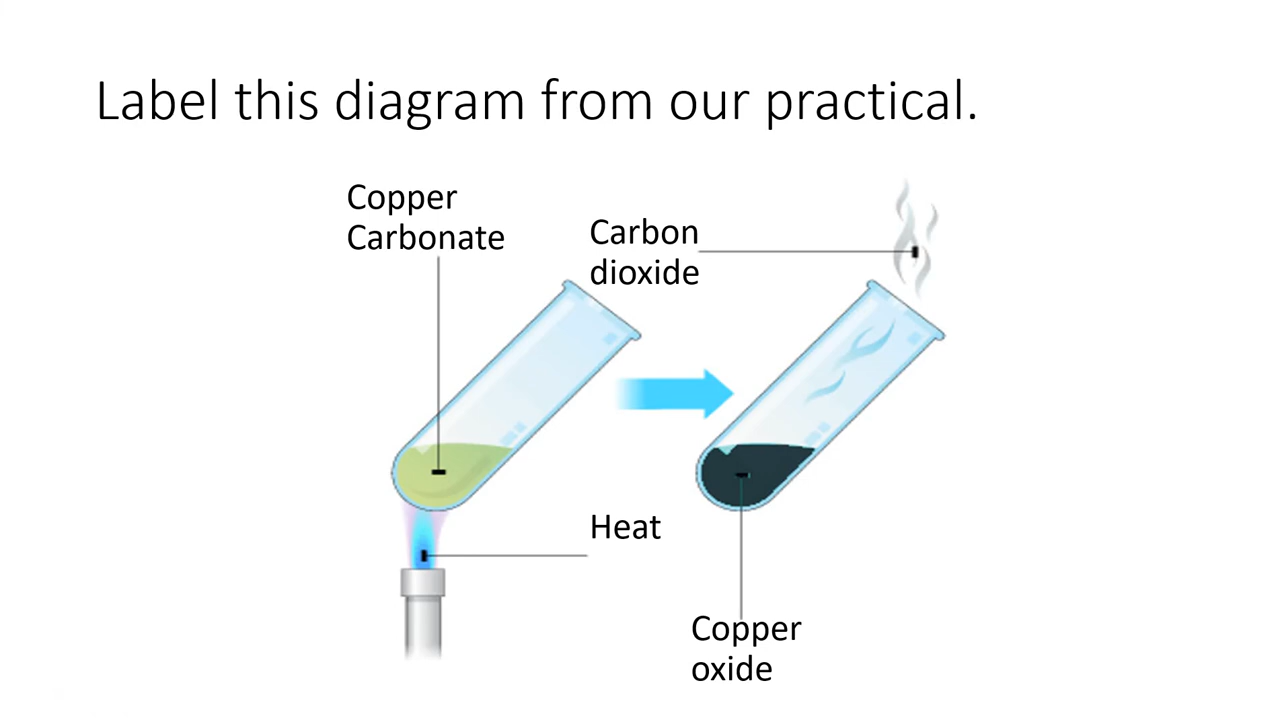 Label this diagram from our practical.
Copper
Carbonate
Carbon
dioxide
Heat
Copper
oxide